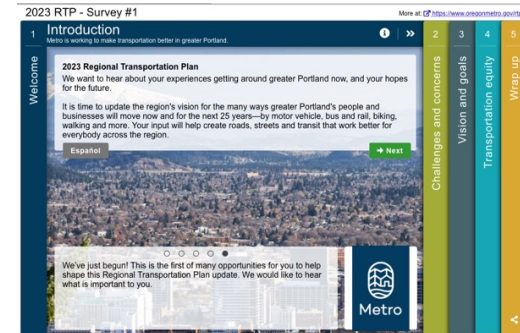 2023 RTP - Survey #1
More at: https://www.oregonmetro.gov/rtp
1
Introduction
Metro is working to make transportation better in greater Portland.
Welcome
2023 Regional Transportation Plan
We want to hear about your experiences getting around greater Portland now, and your hopes
for the future.
It is time to update the region's vision for the many ways greater Portland's people and
businesses will move now and for the next 25 years—by motor vehicle, bus and rail, biking,
walking and more. Your input will help create roads, streets and transit that work better for
everybody across the region.
Español
Next
We've just begun! This is the first of many opportunities for you to help
shape this Regional Transportation Plan update. We would like to hear
what is important to you.
Metro
2
Challenges and concerns
3
Vision and goals
4
Transportation equity
5
Wrap up